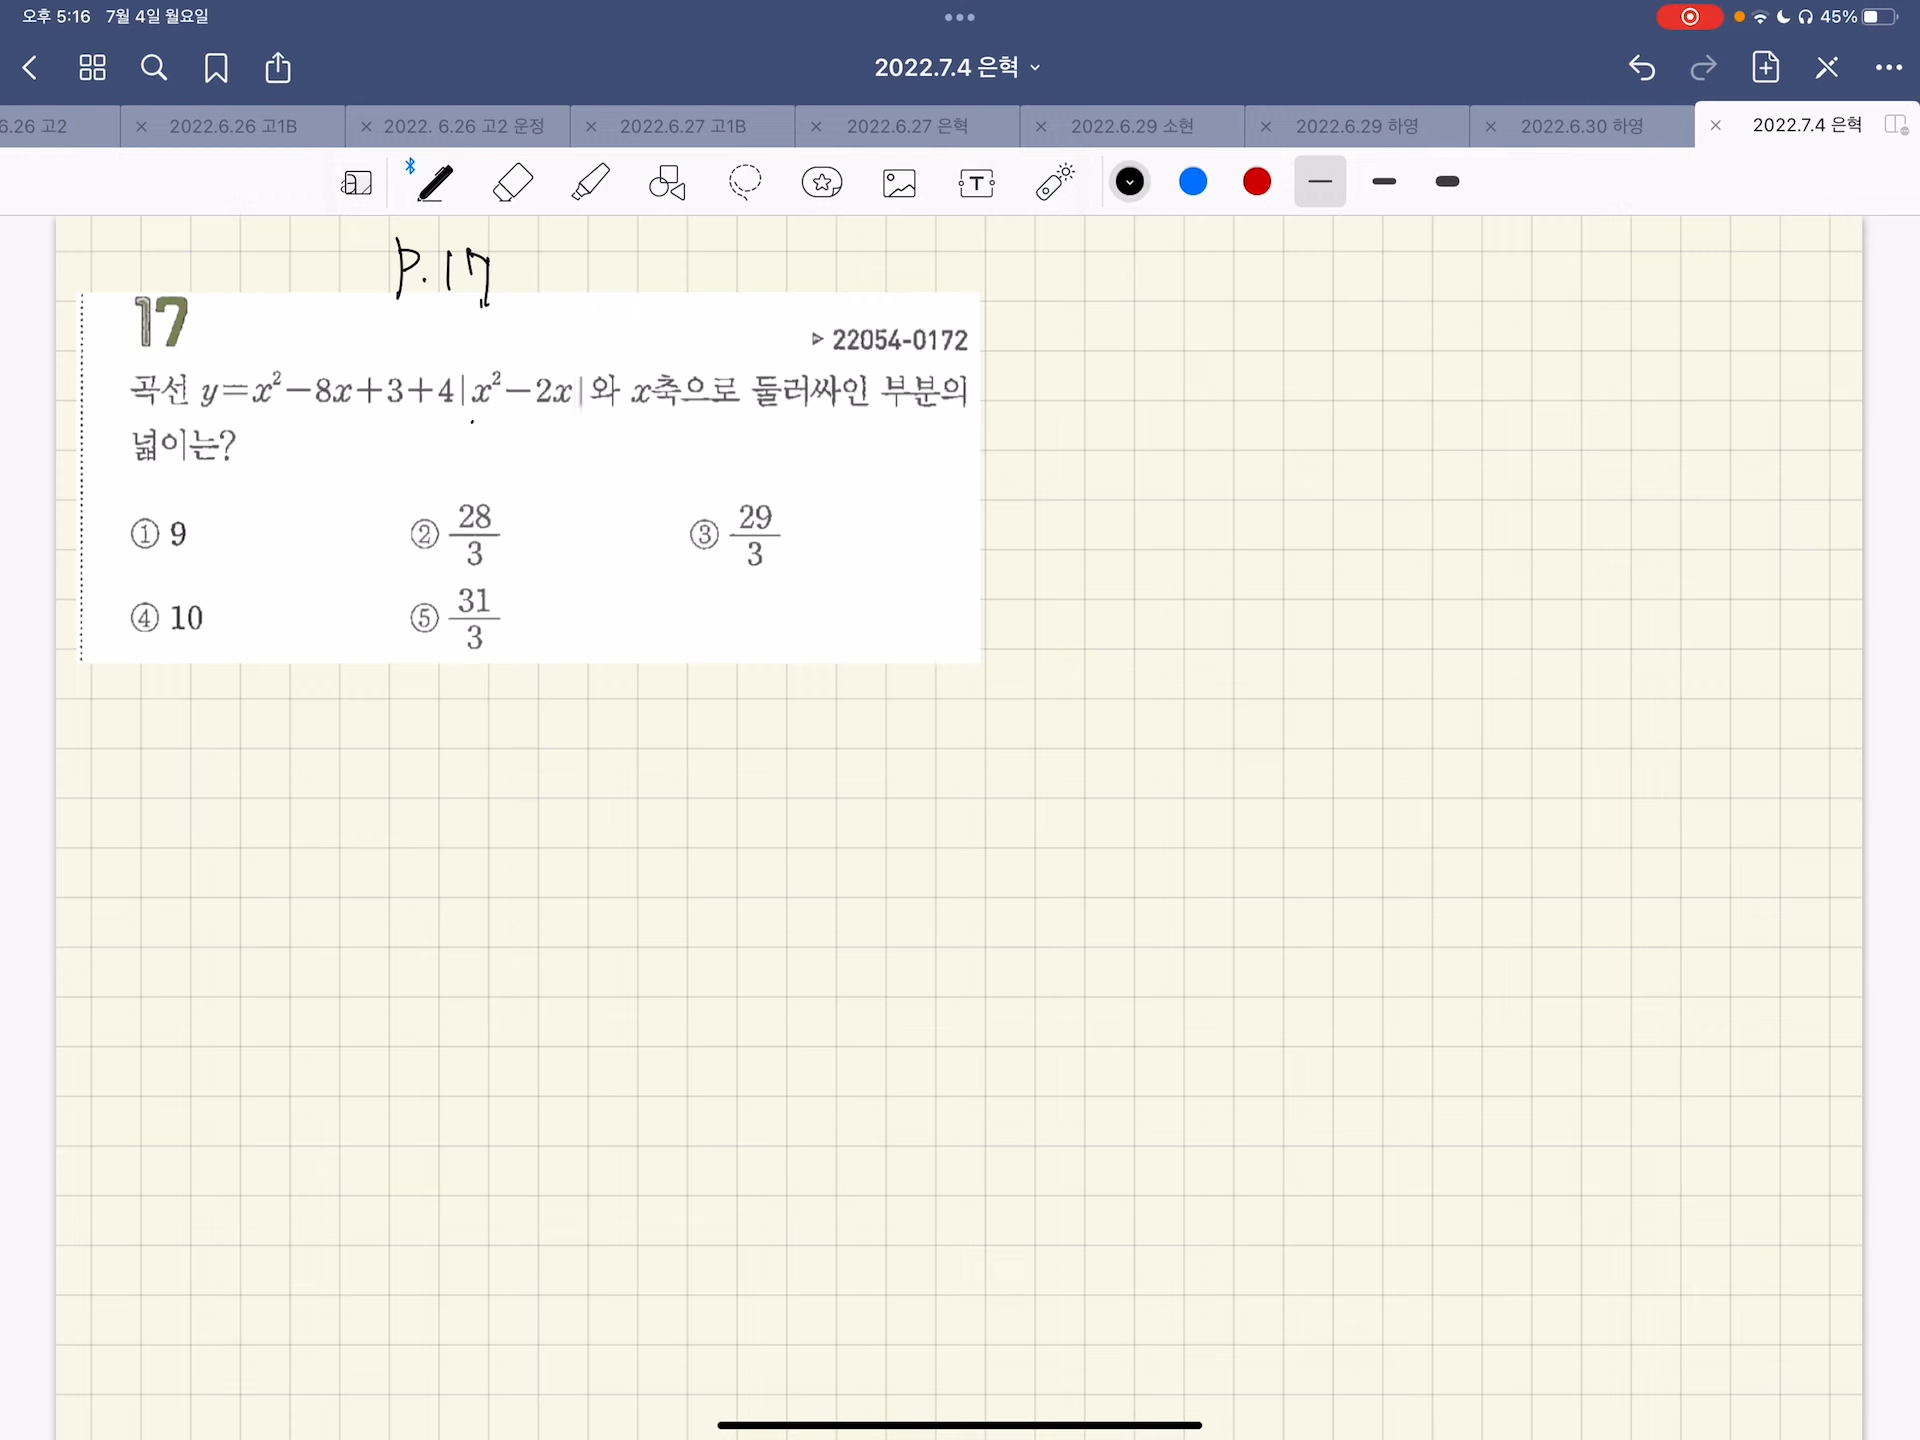 오후 5:16 7월 4일 월요일
45%
2022.7.4 은혁
6.26 고2
2022.6.26 고1B
2022. 6.26 고2 운정
2022.6.27 고1B
2022.6.27 은혁
2022.6.29 소현
2022.6.29 하영
2022.6.30 하영
2022.7.4 은혁
P.17
17
▷ 22054-0172
곡선 y=x²−8x+3+4|x²−2x|와 x축으로 둘러싸인 부분의
넓이는?
① 9 ② 28/3 ③ 29/3
④ 10 ⑤ 31/3